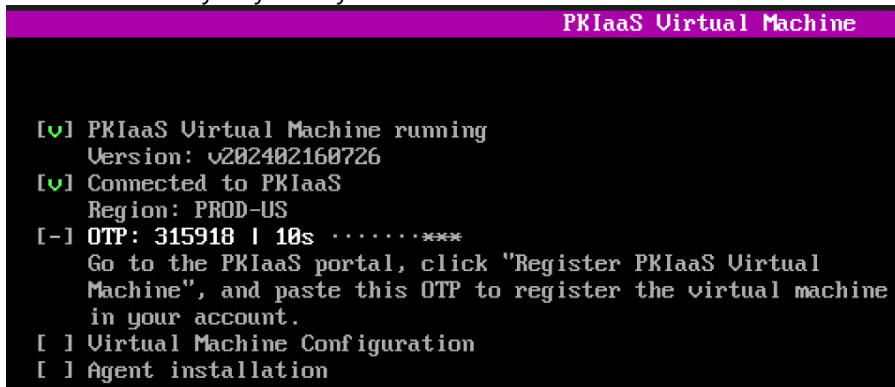 PKIaaS Virtual Machine
[v] PKIaaS Virtual Machine running
Version: v202402160726
[v] Connected to PKIaaS
Region: PROD-US
[-] OTP: 315918 | 10s ·······***
Go to the PKIaaS portal, click "Register PKIaaS Virtual
Machine", and paste this OTP to register the virtual machine
in your account.
[ ] Virtual Machine Configuration
[ ] Agent installation